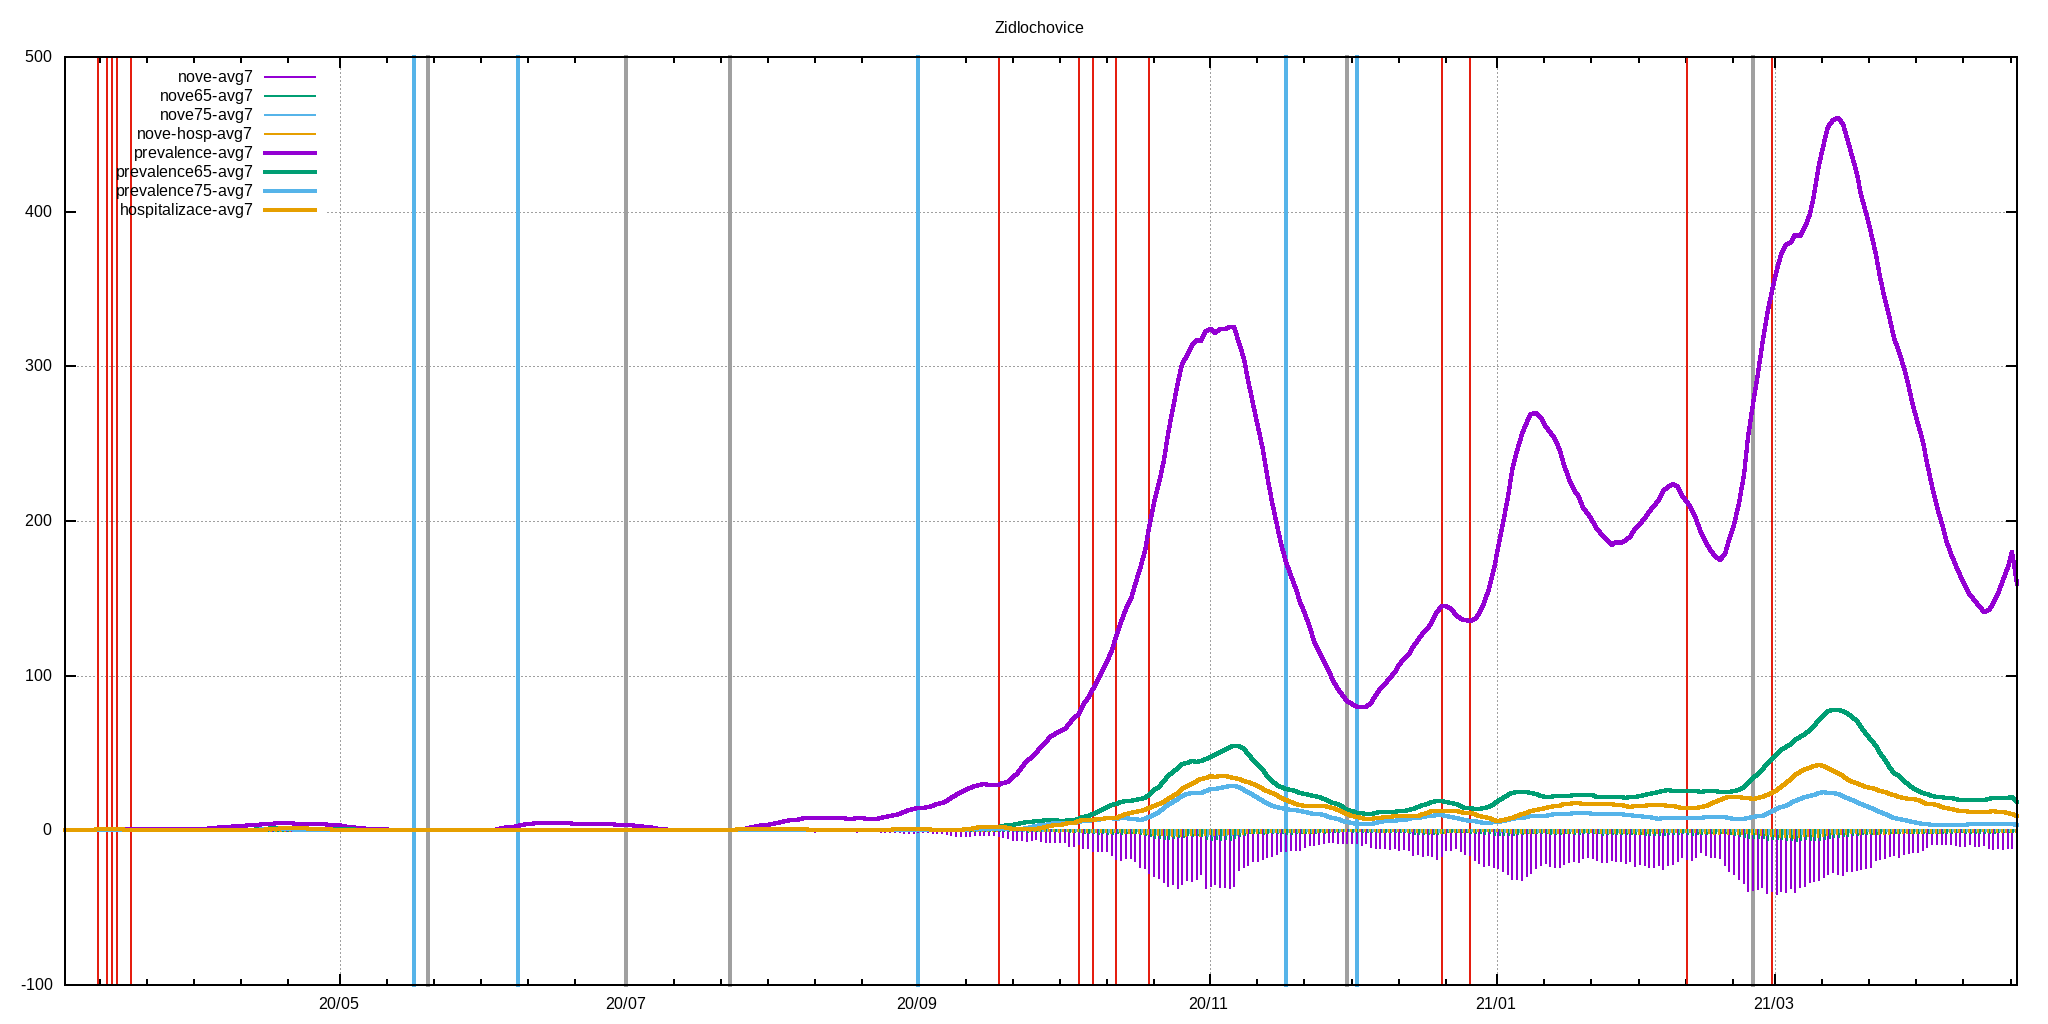 Zidlochovice
500
nove-avg7
nove65-avg7
nove75-avg7
nove-hosp-avg7
prevalence-avg7
prevalence65-avg7
prevalence75-avg7
hospitalizace-avg7
400
300
200
100
0
-100
20/05 20/07 20/09 20/11 21/01 21/03